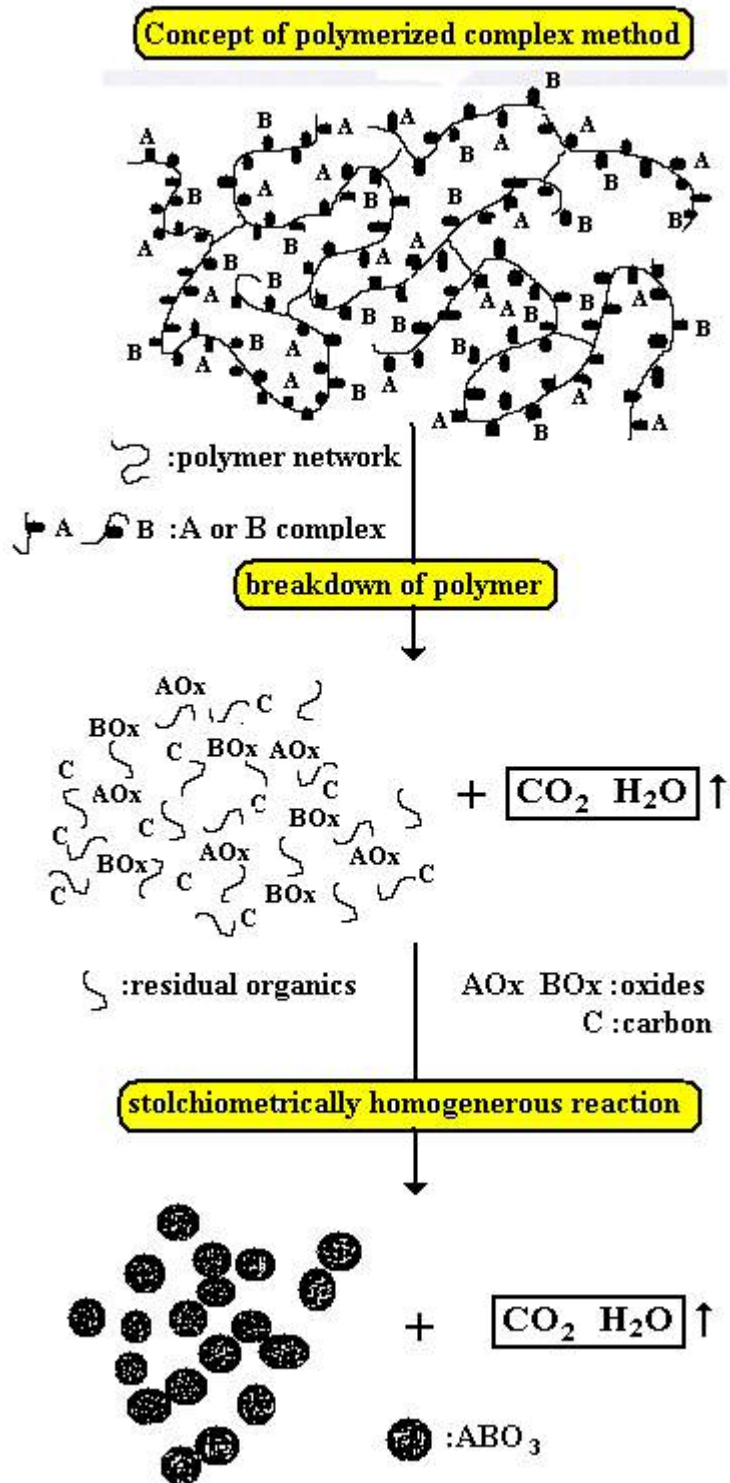 Concept of polymerized complex method
B
A B A A B A
A B A
B A B B A B B
A B A A
B B B A A B A
B B A B B
B A B A B B
A A B A
A B A A
:polymer network
A B :A or B complex
breakdown of polymer
AOx C
BOx C BOx AOx
C AOx C C C BOx
C BOx C AOx AOx C
C C BOx
+ CO2 H2O ↑
:residual organics AOx BOx :oxides
C :carbon
stolchiometrically homogenerous reaction
+ CO2 H2O ↑
:ABO3